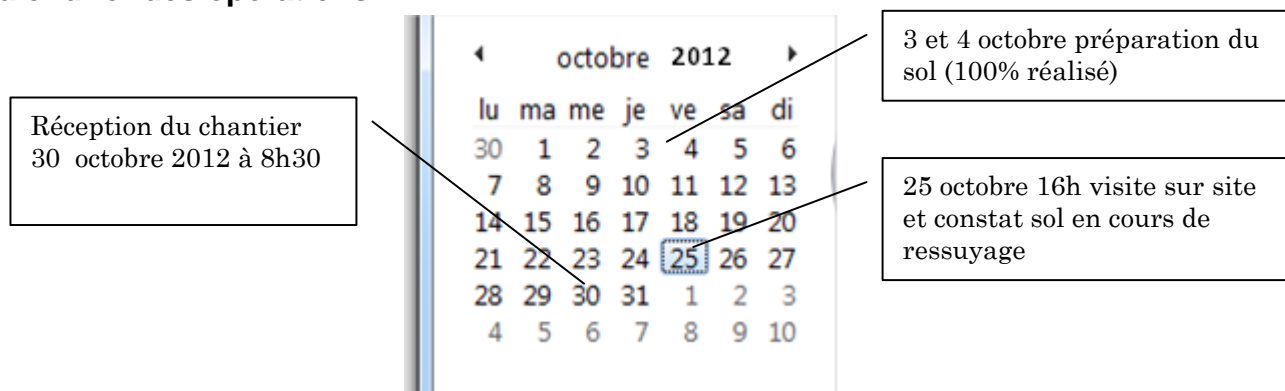 des opérations
octobre 2012
lu ma me je ve sa di
30 1 2 3 4 5 6
7 8 9 10 11 12 13
14 15 16 17 18 19 20
21 22 23 24 25 26 27
28 29 30 31 1 2 3
4 5 6 7 8 9 10
Réception du chantier
30 octobre 2012 à 8h30
3 et 4 octobre préparation du
sol (100% réalisé)
25 octobre 16h visite sur site
et constat sol en cours de
ressuyage